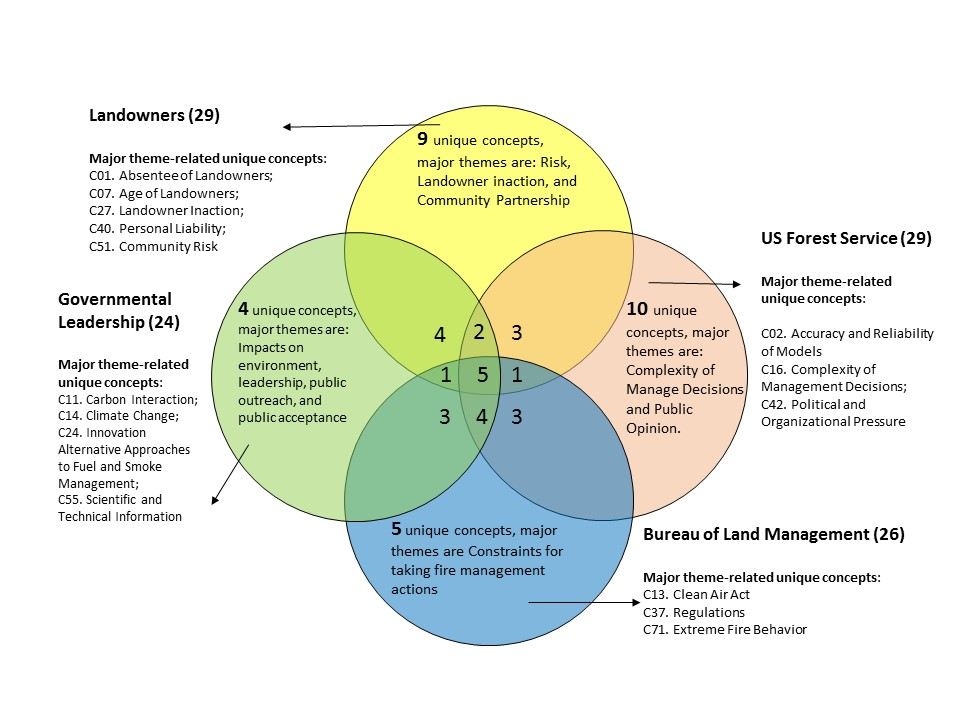 Landowners (29)
Major theme-related unique concepts:
C01. Absentee of Landowners;
C07. Age of Landowners;
C27. Landowner Inaction;
C40. Personal Liability;
C51. Community Risk
9 unique concepts,
major themes are: Risk,
Landowner inaction, and
Community Partnership
US Forest Service (29)
Major theme-related
unique concepts:
C02. Accuracy and Reliability
of Models
C16. Complexity of
Management Decisions;
C42. Political and
Organizational Pressure
Governmental
Leadership (24)
Major theme-related
unique concepts:
C11. Carbon Interaction;
C14. Climate Change;
C24. Innovation
Alternative Approaches
to Fuel and Smoke
Management;
C55. Scientific and
Technical Information
4 unique concepts,
major themes are:
Impacts on
environment,
leadership, public
outreach, and
public acceptance
10 unique
concepts, major
themes are:
Complexity of
Manage Decisions
and Public
Opinion.
4 2 3
1 5 1
3 4 3
5 unique concepts, major
themes are Constraints for
taking fire management
actions
Bureau of Land Management (26)
Major theme-related unique concepts:
C13. Clean Air Act
C37. Regulations
C71. Extreme Fire Behavior